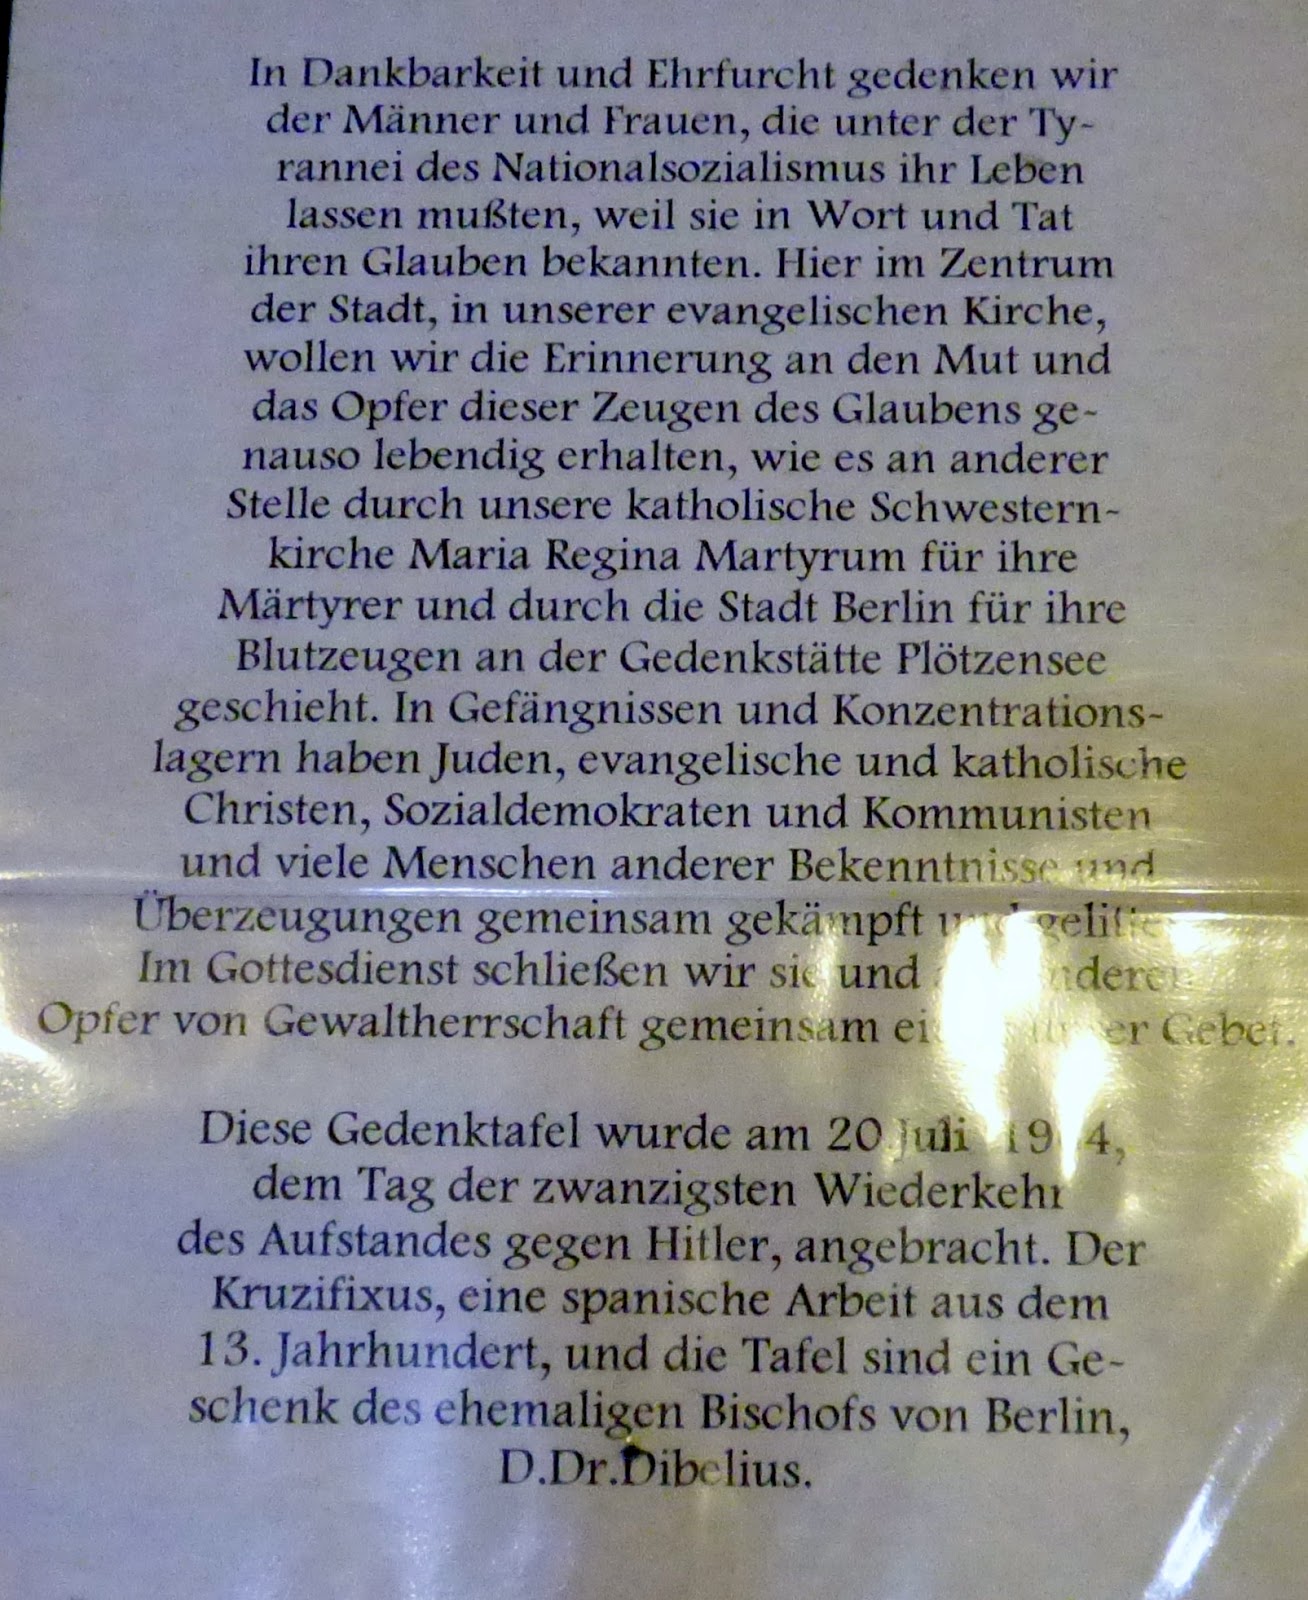 In Dankbarkeit und Ehrfurcht gedenken wir
der Männer und Frauen, die unter der Ty-
rannei des Nationalsozialismus ihr Leben
lassen mußten, weil sie in Wort und Tat
ihren Glauben bekannten. Hier im Zentrum
der Stadt, in unserer evangelischen Kirche,
wollen wir die Erinnerung an den Mut und
das Opfer dieser Zeugen des Glaubens ge-
nauso lebendig erhalten, wie es an anderer
Stelle durch unsere katholische Schwestern-
kirche Maria Regina Martyrum für ihre
Märtyrer und durch die Stadt Berlin für ihre
Blutzeugen an der Gedenkstätte Plötzensee
geschieht. In Gefängnissen und Konzentrations-
lagern haben Juden, evangelische und katholische
Christen, Sozialdemokraten und Kommunisten
und viele Menschen anderer Bekenntnisse und
Überzeugungen gemeinsam gekämpft und
Im Gottesdienst schließen wir sie und
Opfer von Gewaltherrschaft gemeinsam Gebet.
Diese Gedenktafel wurde am 20 Juli
dem Tag der zwanzigsten Wiederkehr
des Aufstandes gegen Hitler, angebracht. Der
Kruzifixus, eine spanische Arbeit aus dem
13. Jahrhundert, und die Tafel sind ein Ge-
schenk des ehemaligen Bischofs von Berlin,
D.Dr.Dibelius.